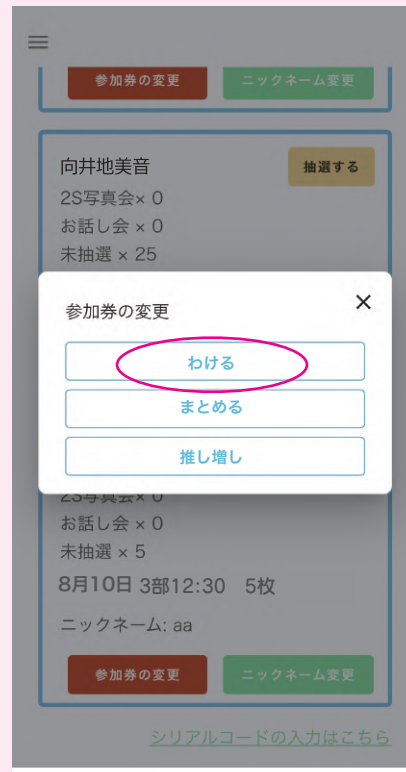 参加券の変更 ニックネーム変更
向井地美音 抽選する
2S写真会× 0
お話し会 × 0
未抽選 × 25
参加券の変更 ×
わける
まとめる
推し増し
2S写真会× 0
お話し会 × 0
未抽選 × 5
8月10日 3部12:30 5枚
ニックネーム: aa
参加券の変更 ニックネーム変更
シリアルコードの入力はこちら